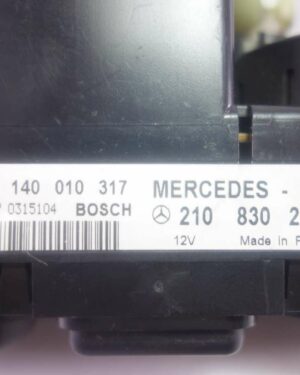 140 010 317 MERCEDES -
0315104 BOSCH 210 830 2
12V Made in